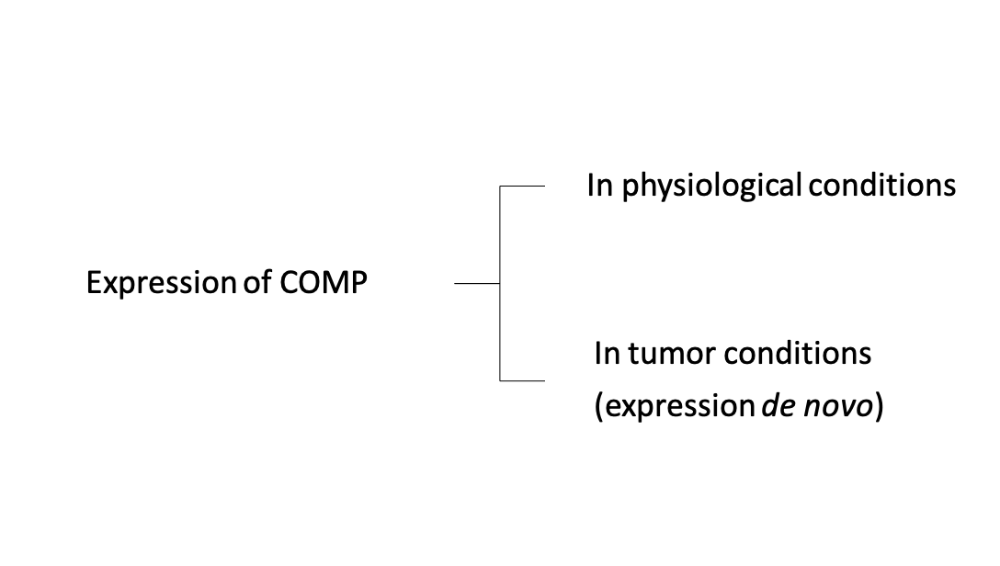 In physiological conditions
Expression of COMP
In tumor conditions
(expression de novo)